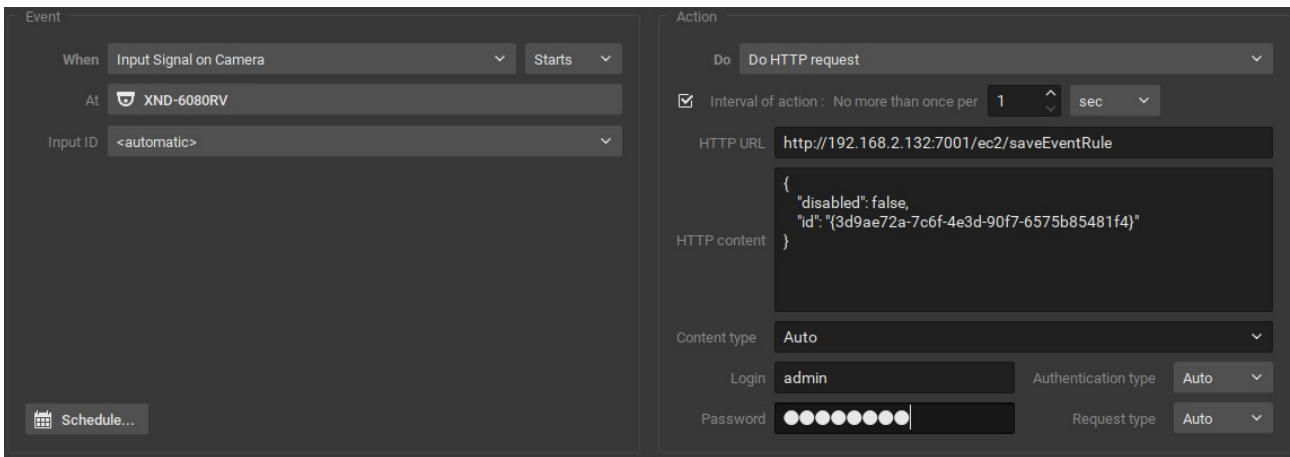 Event
When Input Signal on Camera Starts
At XND-6080RV
Input ID <automatic>
Schedule...
Action
Do Do HTTP request
Interval of action : No more than once per 1 sec
HTTP URL http://192.168.2.132:7001/ec2/saveEventRule
HTTP content
{
"disabled": false,
"id": "{3d9ae72a-7c6f-4e3d-90f7-6575b85481f4}"
}
Content type Auto
Login admin Authentication type Auto
Password ●●●●●●●● Request type Auto